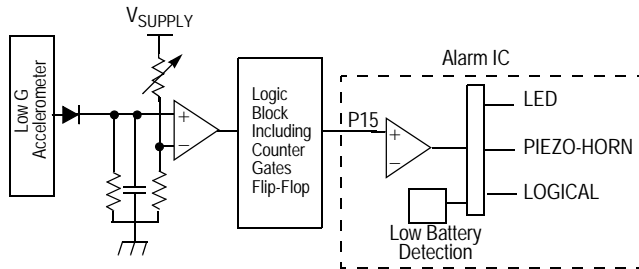 VSUPPLY
Low G
Accelerometer
+
−
Logic
Block
Including
Counter
Gates
Flip-Flop
Alarm IC
P15
+
−
LED
PIEZO-HORN
LOGICAL
Low Battery
Detection